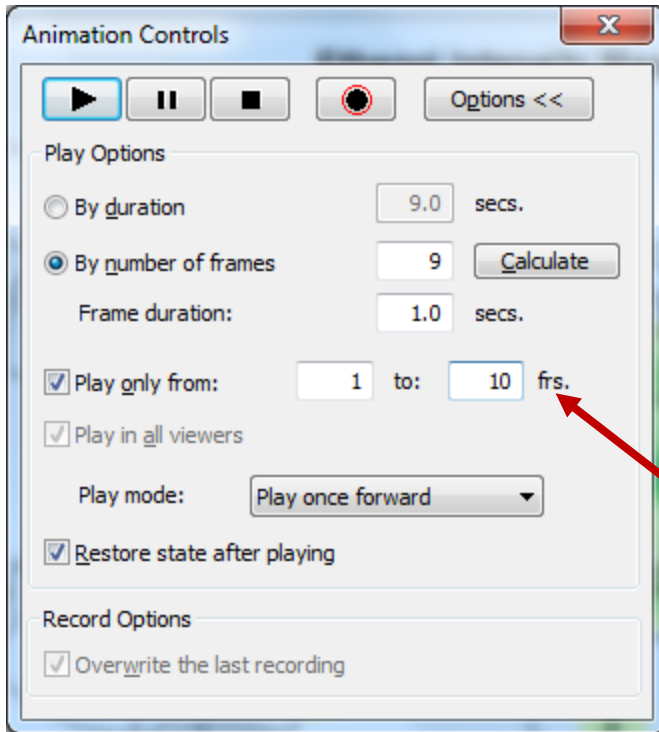 Animation Controls
Options <<
Play Options
By duration 9.0 secs.
By number of frames 9 Calculate
Frame duration: 1.0 secs.
Play only from: 1 to: 10 frs.
Play in all viewers
Play mode: Play once forward
Restore state after playing
Record Options
Overwrite the last recording